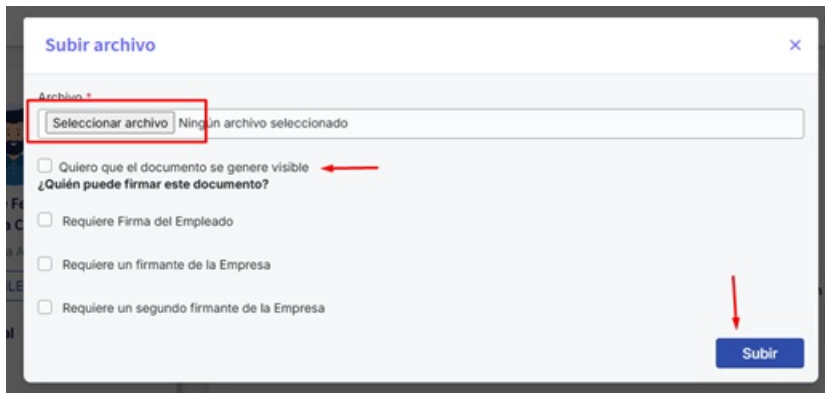 Subir archivo
×
Archivo *
Seleccionar archivo Ningún archivo seleccionado
Quiero que el documento se genere visible
¿Quién puede firmar este documento?
Requiere Firma del Empleado
Requiere un firmante de la Empresa
Requiere un segundo firmante de la Empresa
Subir